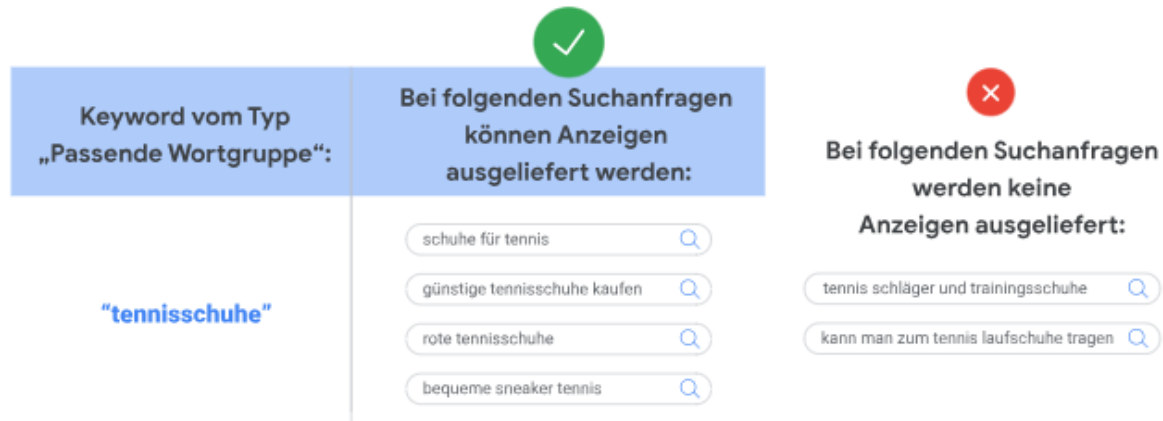 Keyword vom Typ
„Passende Wortgruppe“:
Bei folgenden Suchanfragen
können Anzeigen
ausgeliefert werden:
Bei folgenden Suchanfragen
werden keine
Anzeigen ausgeliefert:
“tennisschuhe”
schuhe für tennis
günstige tennisschuhe kaufen
rote tennisschuhe
bequeme sneaker tennis
tennis schläger und trainingsschuhe
kann man zum tennis laufschuhe tragen